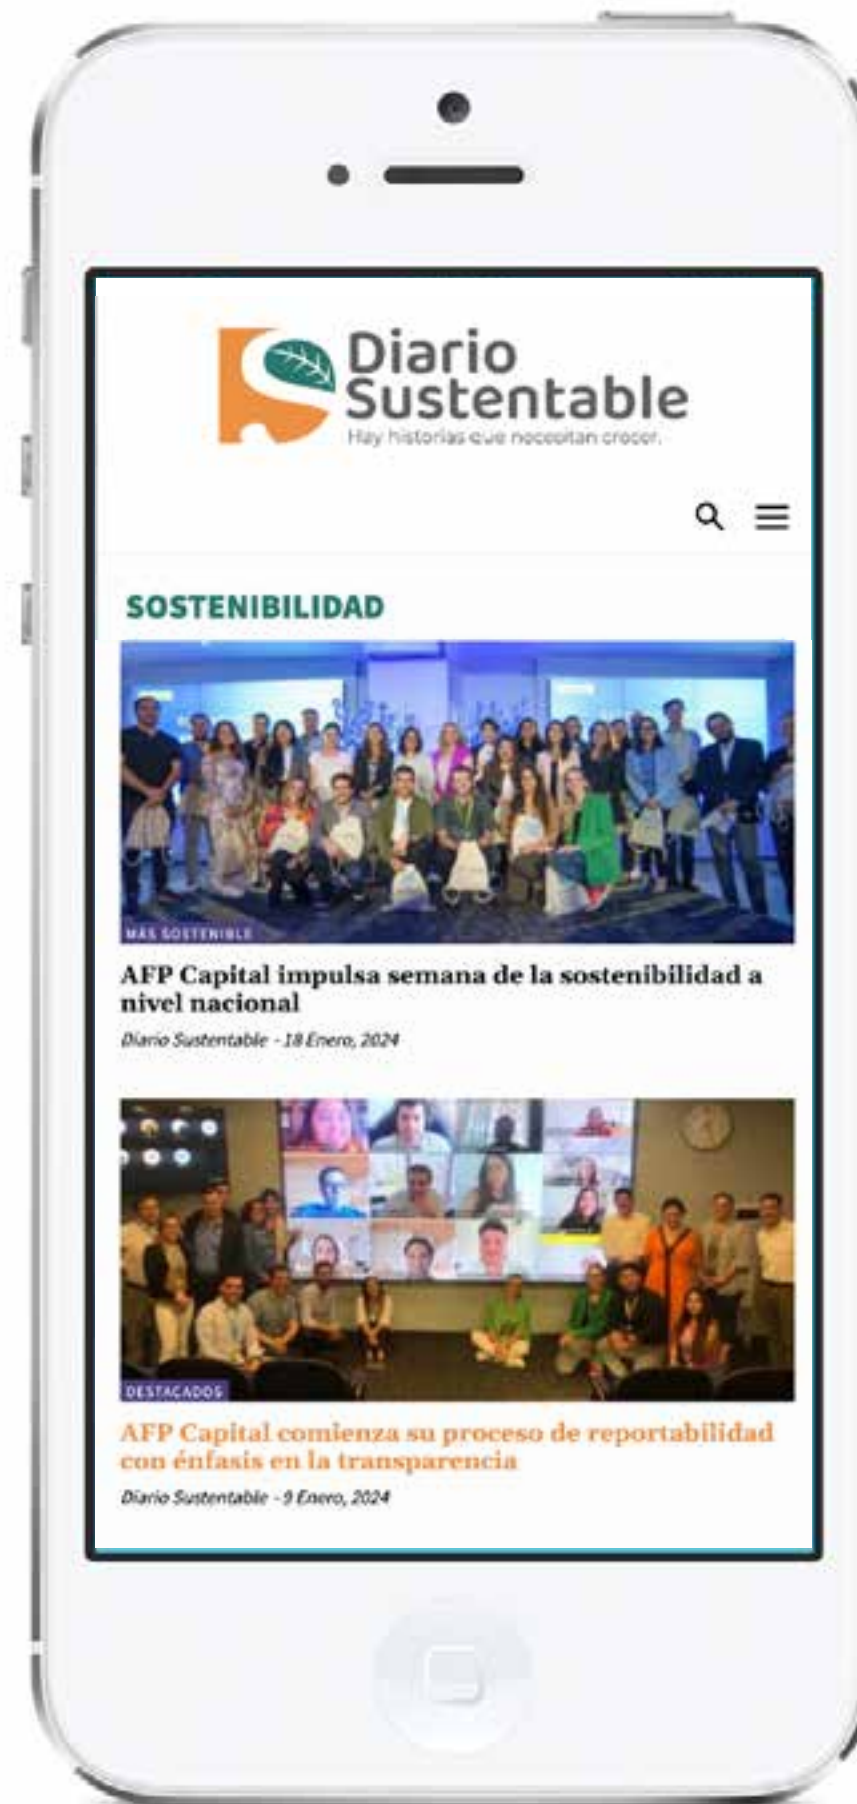 Diario
Sustentable
Hay historias que necesitan crecer.
SOSTENIBILIDAD
MÁS SOSTENIBLE
AFP Capital impulsa semana de la sostenibilidad a
nivel nacional
Diario Sustentable - 18 Enero, 2024
DESTACADOS
AFP Capital comienza su proceso de reportabilidad
con énfasis en la transparencia
Diario Sustentable - 9 Enero, 2024